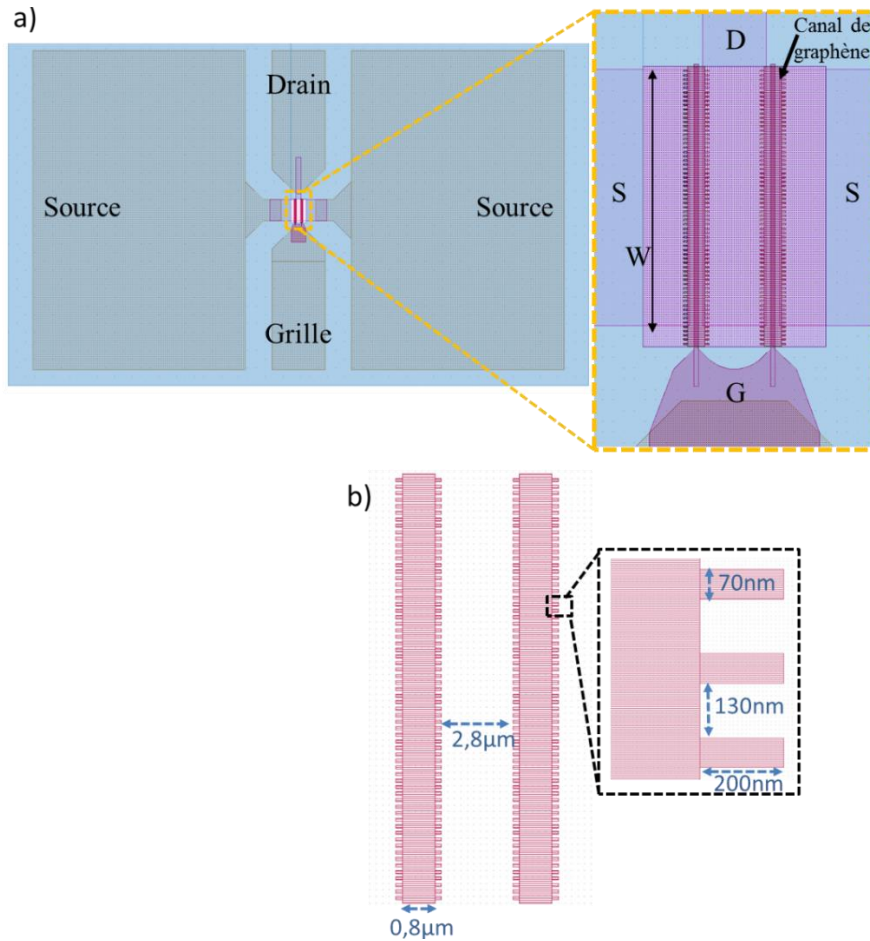 a)
Drain
Source
Source
Grille
D
Canal de
graphène
S
S
W
G
b)
70nm
130nm
2,8µm
200nm
0,8µm